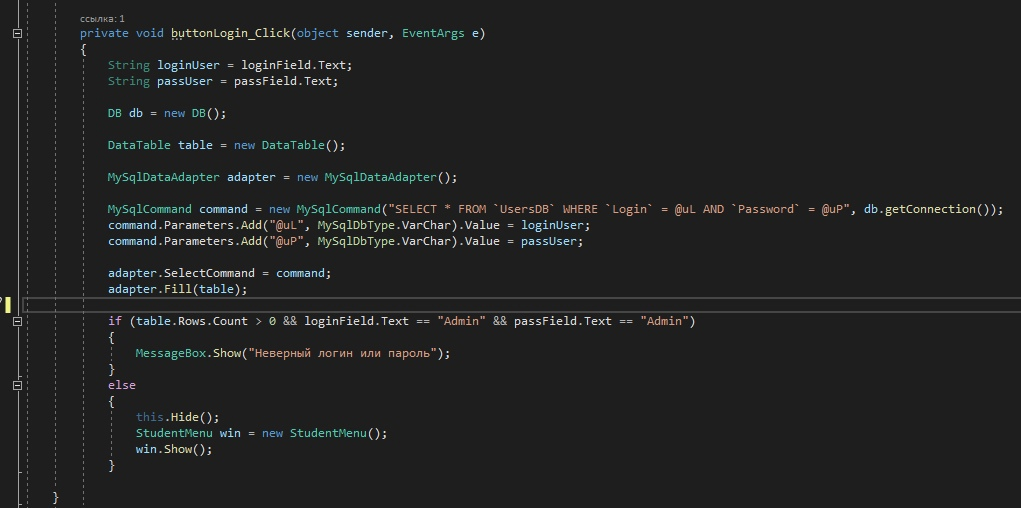 ссылка: 1
private void buttonLogin_Click(object sender, EventArgs e)
{
String loginUser = loginField.Text;
String passUser = passField.Text;
DB db = new DB();
DataTable table = new DataTable();
MySqlDataAdapter adapter = new MySqlDataAdapter();
MySqlCommand command = new MySqlCommand("SELECT * FROM `UsersDB` WHERE `Login` = @uL AND `Password` = @uP", db.getConnection());
command.Parameters.Add("@uL", MySqlDbType.VarChar).Value = loginUser;
command.Parameters.Add("@uP", MySqlDbType.VarChar).Value = passUser;
adapter.SelectCommand = command;
adapter.Fill(table);
if (table.Rows.Count > 0 && loginField.Text == "Admin" && passField.Text == "Admin")
{
MessageBox.Show("Неверный логин или пароль");
}
else
{
this.Hide();
StudentMenu win = new StudentMenu();
win.Show();
}
}